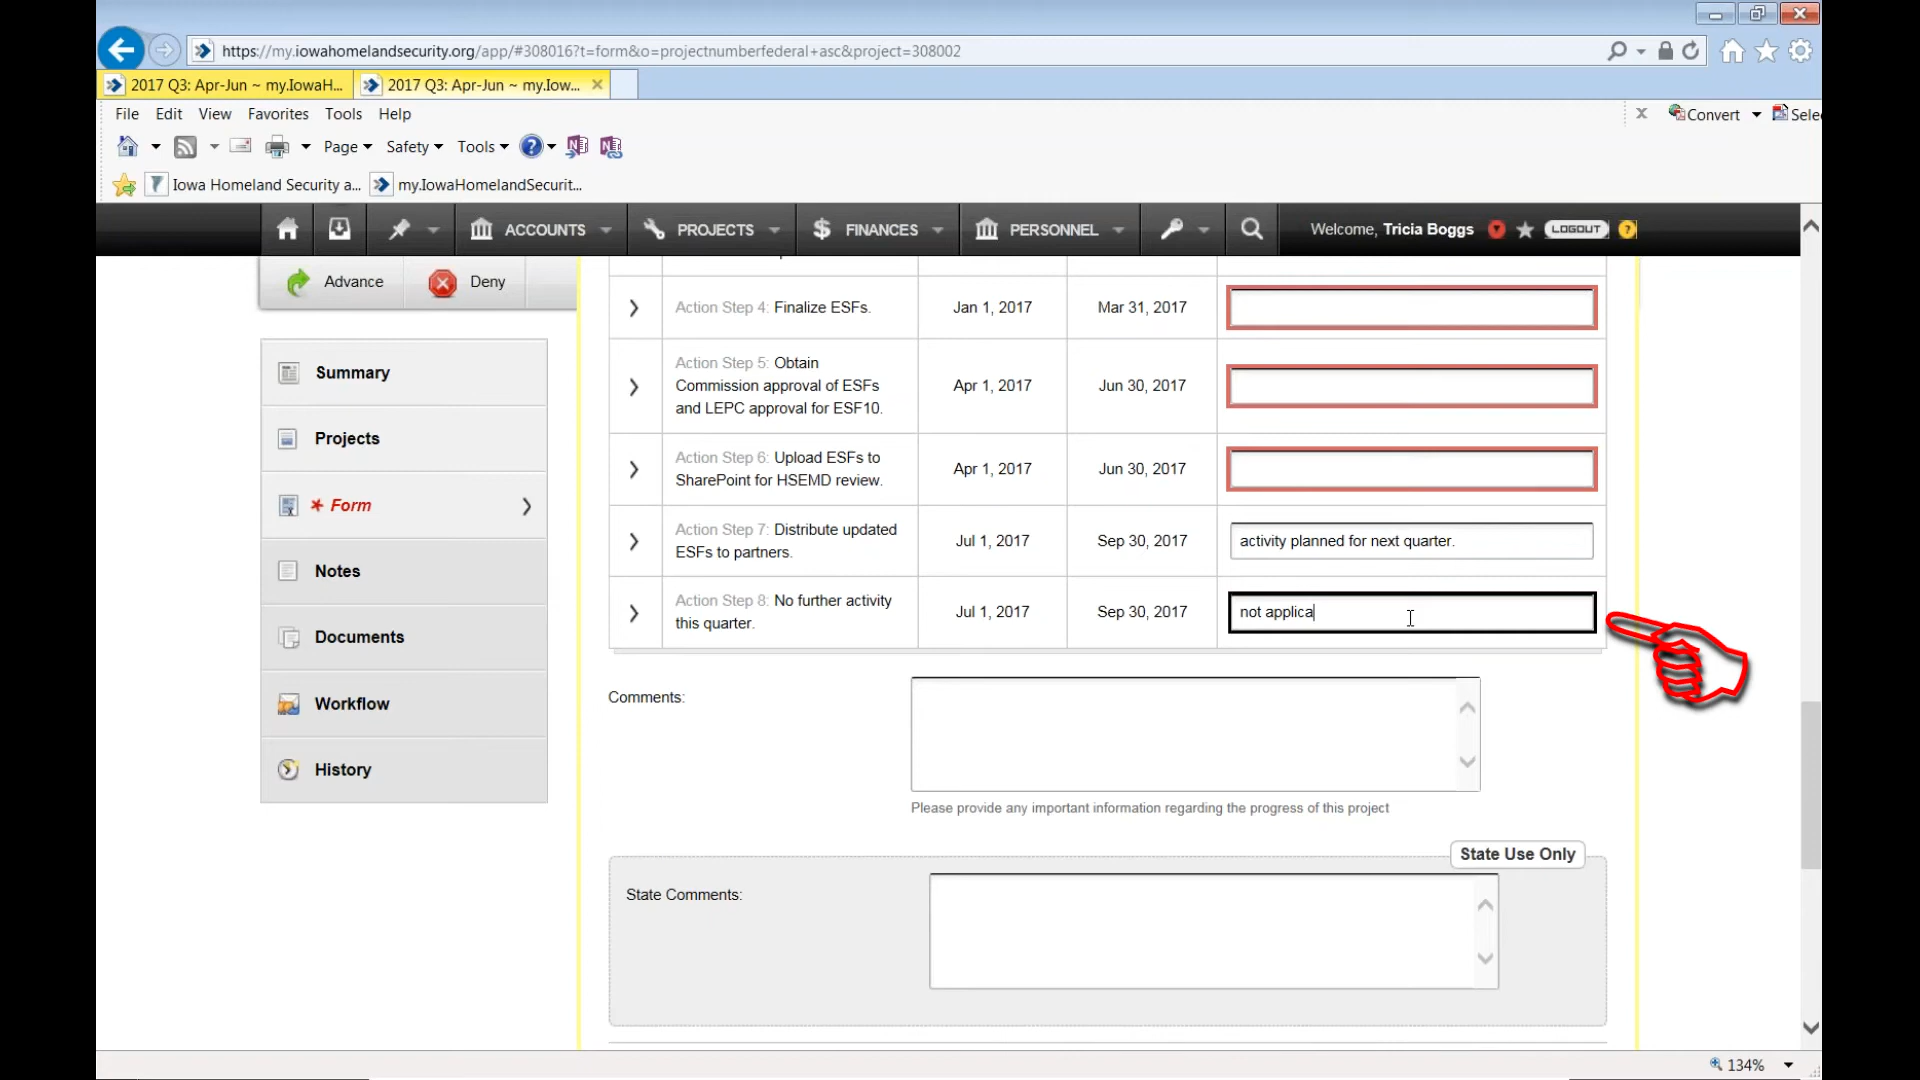 https://my.iowahomelandsecurity.org/app/#308016?t=form&o=projectnumberfederal+asc&project=308002
2017 Q3: Apr-Jun ~ my.IowaH...
2017 Q3: Apr-Jun ~ my.Iow...
File Edit View Favorites Tools Help
Convert
Selec
Page Safety Tools
Iowa Homeland Security a...
my.IowaHomelandSecurit...
ACCOUNTS PROJECTS FINANCES PERSONNEL
Welcome, Tricia Boggs
LOGOUT
Advance Deny
Summary
Projects
* Form
Notes
Documents
Workflow
History
Action Step 4: Finalize ESFs.
Jan 1, 2017
Mar 31, 2017
Action Step 5: Obtain
Commission approval of ESFs
and LEPC approval for ESF10.
Apr 1, 2017
Jun 30, 2017
Action Step 6: Upload ESFs to
SharePoint for HSEMD review.
Apr 1, 2017
Jun 30, 2017
Action Step 7: Distribute updated
ESFs to partners.
Jul 1, 2017
Sep 30, 2017
activity planned for next quarter.
Action Step 8: No further activity
this quarter.
Jul 1, 2017
Sep 30, 2017
not applica
Comments:
Please provide any important information regarding the progress of this project
State Use Only
State Comments:
134%